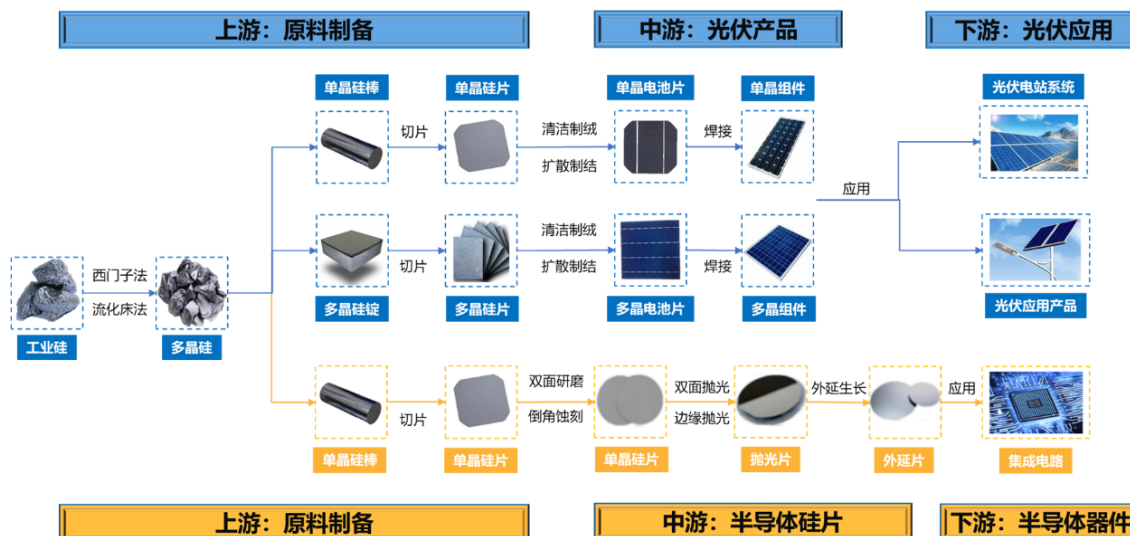 上游：原料制备
中游：光伏产品
下游：光伏应用
单晶硅棒
单晶硅片
单晶电池片
单晶组件
光伏电站系统
切片
清洁制绒
扩散制结
焊接
应用
切片
清洁制绒
扩散制结
焊接
西门子法
流化床法
工业硅
多晶硅
多晶硅锭
多晶硅片
多晶电池片
多晶组件
光伏应用产品
切片
双面研磨
倒角蚀刻
双面抛光
边缘抛光
外延生长
应用
单晶硅棒
单晶硅片
单晶硅片
抛光片
外延片
集成电路
上游：原料制备
中游：半导体硅片
下游：半导体器件